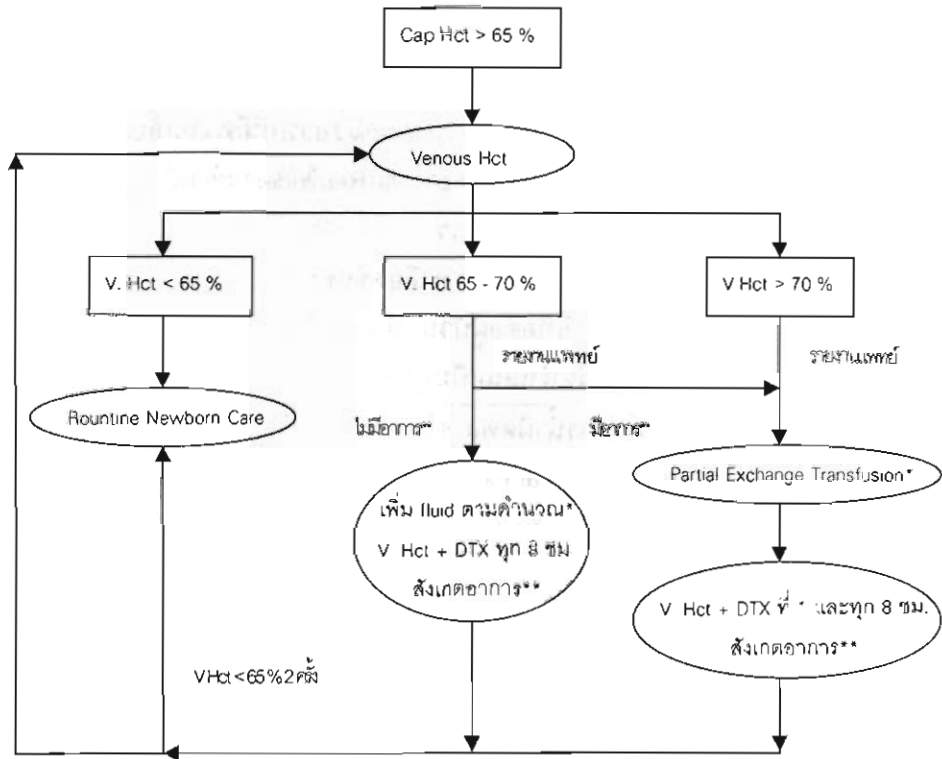 Cap Hct > 65 %
Venous Hct
V. Hct < 65 %
V. Hct 65 - 70 %
V Hct > 70 %
รายงานแพทย์
รายงานแพทย์
Rountine Newborn Care
ไม่มีอาการ**
มีอาการ**
Partial Exchange Transfusion*
เพิ่ม fluid ตามคำนวณ*
V Hct + DTX ทุก 8 ชม
สังเกตอาการ**
V Hct + DTX ที่ และทุก 8 ชม.
สังเกตอาการ**
V Hct < 65 % 2 ครั้ง